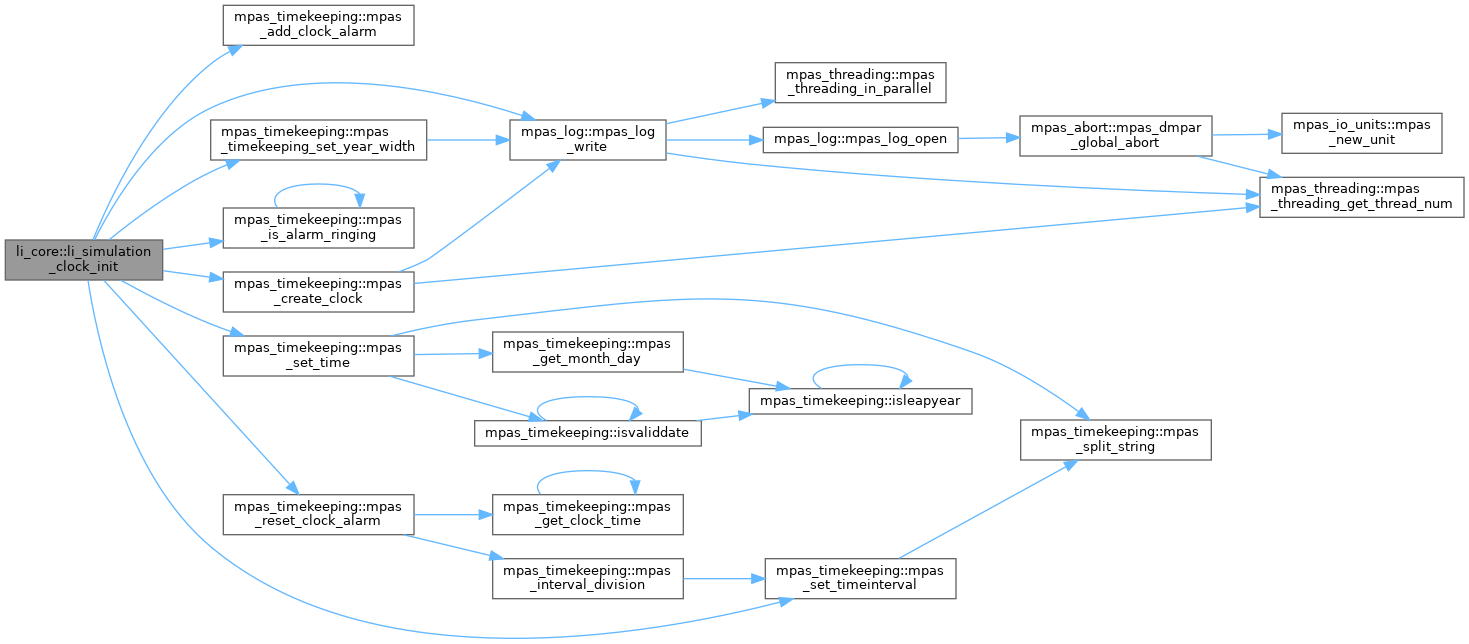 mpas_timekeeping::mpas
_add_clock_alarm
mpas_threading::mpas
_threading_in_parallel
mpas_timekeeping::mpas
_timekeeping_set_year_width
mpas_log::mpas_log
_write
mpas_log::mpas_log_open
mpas_abort::mpas_dmpar
_global_abort
mpas_io_units::mpas
_new_unit
mpas_threading::mpas
_threading_get_thread_num
mpas_timekeeping::mpas
_is_alarm_ringing
li_core::li_simulation
_clock_init
mpas_timekeeping::mpas
_create_clock
mpas_timekeeping::mpas
_set_time
mpas_timekeeping::mpas
_get_month_day
mpas_timekeeping::isleapyear
mpas_timekeeping::isvaliddate
mpas_timekeeping::mpas
_split_string
mpas_timekeeping::mpas
_reset_clock_alarm
mpas_timekeeping::mpas
_get_clock_time
mpas_timekeeping::mpas
_interval_division
mpas_timekeeping::mpas
_set_timeinterval